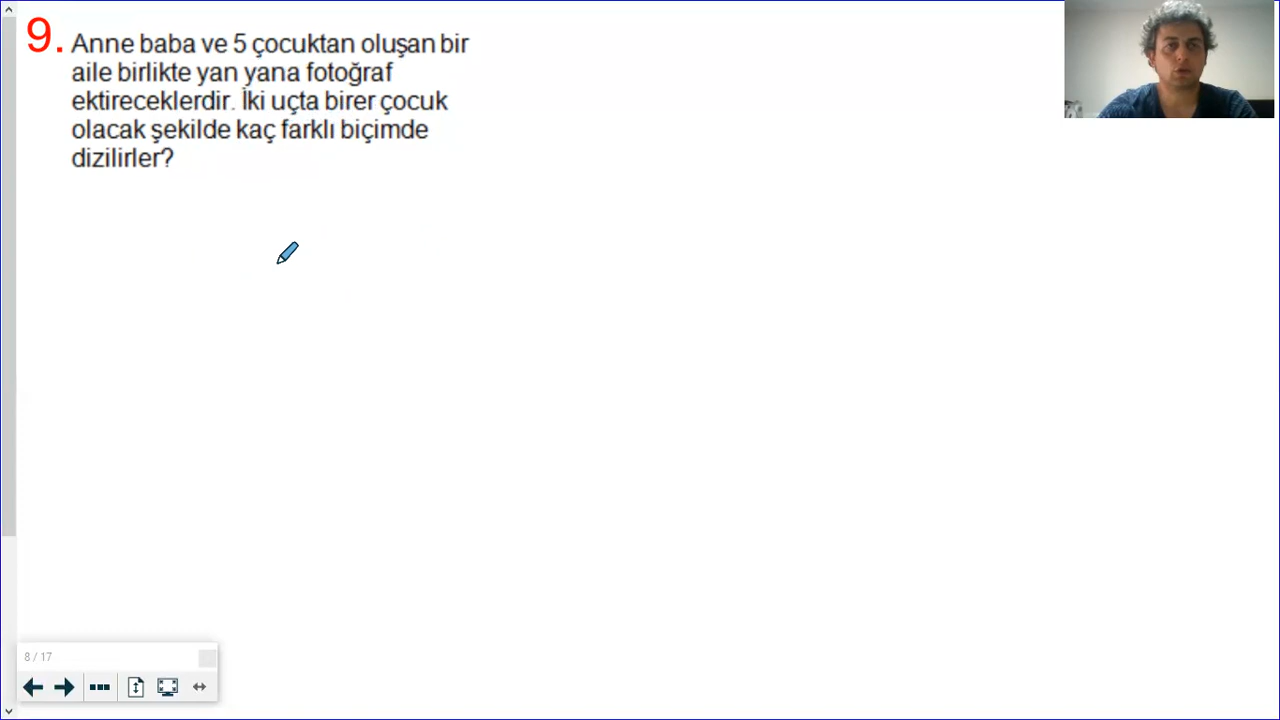 9. Anne baba ve 5 çocuktan oluşan bir
aile birlikte yan yana fotoğraf
ektireceklerdir. İki uçta birer çocuk
olacak şekilde kaç farklı biçimde
dizilirler?
8 / 17